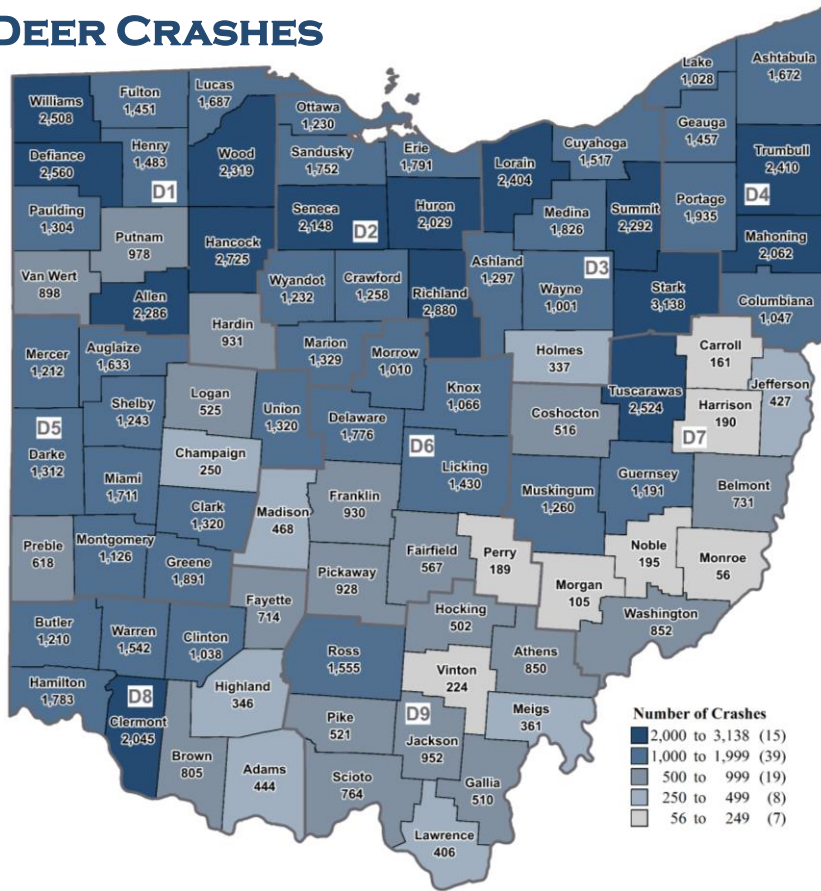 DEER CRASHES
Williams
2,508
Fulton
1,451
Lucas
1,687
Ottawa
1,230
Lake
1,028
Ashtabula
1,672
Defiance
2,560
Henry
1,483
D1
Wood
2,319
Sandusky
1,752
Erie
1,791
Lorain
2,404
Cuyahoga
1,517
Geauga
1,457
Trumbull
2,410
D4
Paulding
1,304
Putnam
978
Hancock
2,725
Seneca
2,148
D2
Huron
2,029
Medina
1,826
Summit
2,292
Portage
1,935
Mahoning
2,062
Van Wert
898
Allen
2,286
Wyandot
1,232
Crawford
1,258
Richland
2,880
Ashland
1,297
D3
Wayne
1,001
Stark
3,138
Columbiana
1,047
Mercer
1,212
Auglaize
1,633
Hardin
931
Marion
1,329
Morrow
1,010
Holmes
337
Carroll
161
Jefferson
427
Shelby
1,243
Logan
525
Union
1,320
Delaware
1,776
Knox
1,066
Coshocton
516
Tuscarawas
2,524
Harrison
190
D7
D5
Darke
1,312
Miami
1,711
Champaign
250
D6
Licking
1,430
Muskingum
1,260
Guernsey
1,191
Belmont
731
Clark
1,320
Madison
468
Franklin
930
Preble
618
Montgomery
1,126
Greene
1,891
Pickaway
928
Fairfield
567
Perry
189
Morgan
105
Noble
195
Monroe
56
Fayette
714
Hocking
502
Washington
852
Butler
1,210
Warren
1,542
Clinton
1,038
Ross
1,555
Vinton
224
Athens
850
Hamilton
1,783
D8
Clermont
2,045
Highland
346
Pike
521
D9
Jackson
952
Meigs
361
Brown
805
Adams
444
Scioto
764
Gallia
510
Lawrence
406
Number of Crashes
2,000 to 3,138 (15)
1,000 to 1,999 (39)
500 to 999 (19)
250 to 499 (8)
56 to 249 (7)